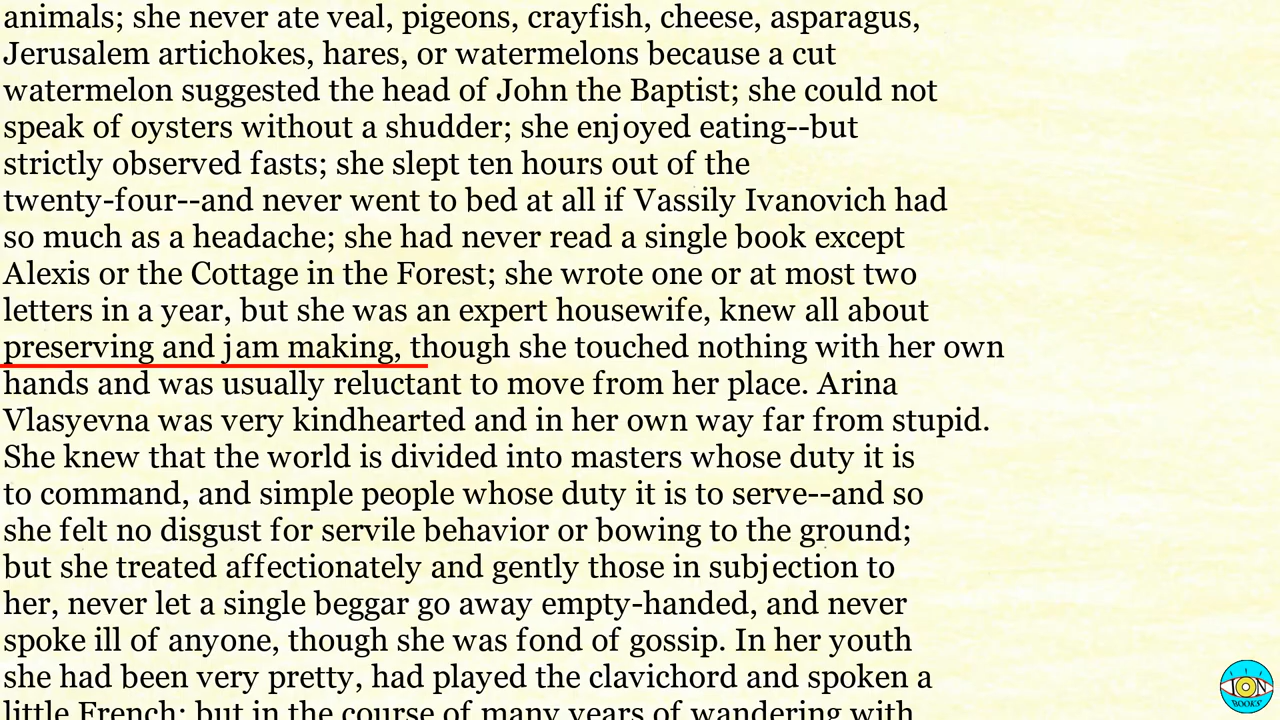 animals; she never ate veal, pigeons, crayfish, cheese, asparagus,
Jerusalem artichokes, hares, or watermelons because a cut
watermelon suggested the head of John the Baptist; she could not
speak of oysters without a shudder; she enjoyed eating--but
strictly observed fasts; she slept ten hours out of the
twenty-four--and never went to bed at all if Vassily Ivanovich had
so much as a headache; she had never read a single book except
Alexis or the Cottage in the Forest; she wrote one or at most two
letters in a year, but she was an expert housewife, knew all about
preserving and jam making, though she touched nothing with her own
hands and was usually reluctant to move from her place. Arina
Vlasyevna was very kindhearted and in her own way far from stupid.
She knew that the world is divided into masters whose duty it is
to command, and simple people whose duty it is to serve--and so
she felt no disgust for servile behavior or bowing to the ground;
but she treated affectionately and gently those in subjection to
her, never let a single beggar go away empty-handed, and never
spoke ill of anyone, though she was fond of gossip. In her youth
she had been very pretty, had played the clavichord and spoken a
little French; but in the course of many years of wandering with
ION
BOOKS